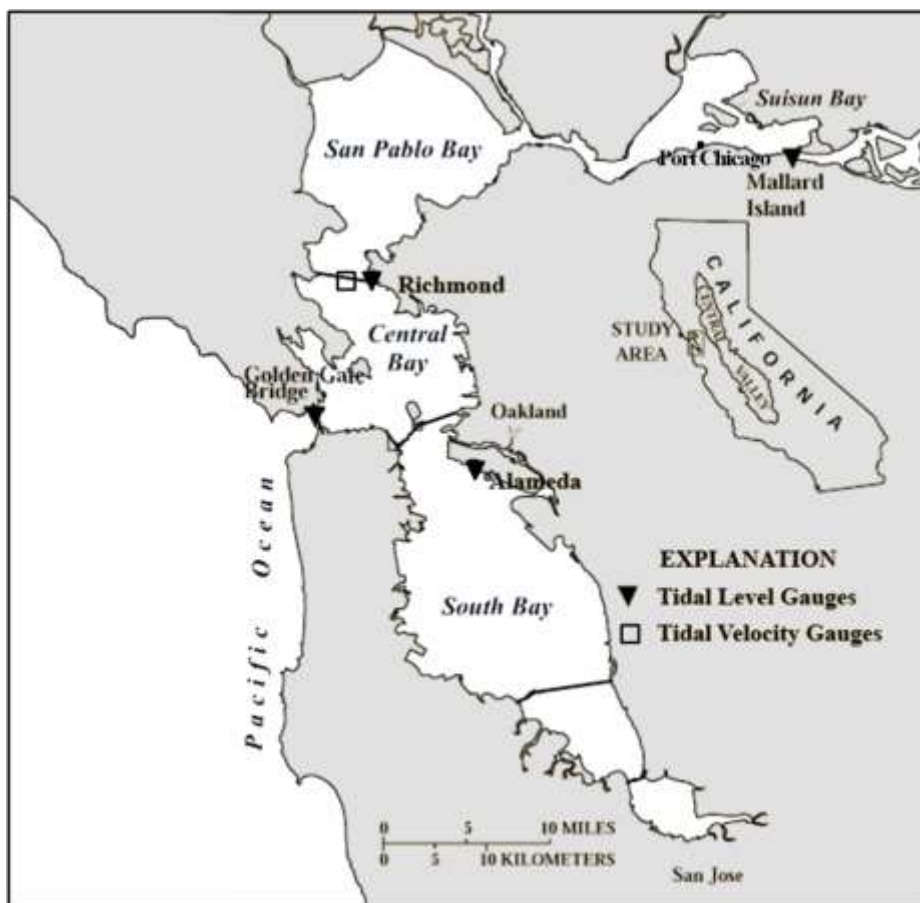 Suisun Bay
San Pablo Bay
Port Chicago
Mallard
Island
Richmond
CALIFORNIA
CENTRAL
VALLEY
STUDY
AREA
Central
Bay
Golden Gate
Bridge
Oakland
Alameda
Pacific Ocean
South Bay
EXPLANATION
Tidal Level Gauges
Tidal Velocity Gauges
0 5 10 MILES
0 5 10 KILOMETERS
San Jose